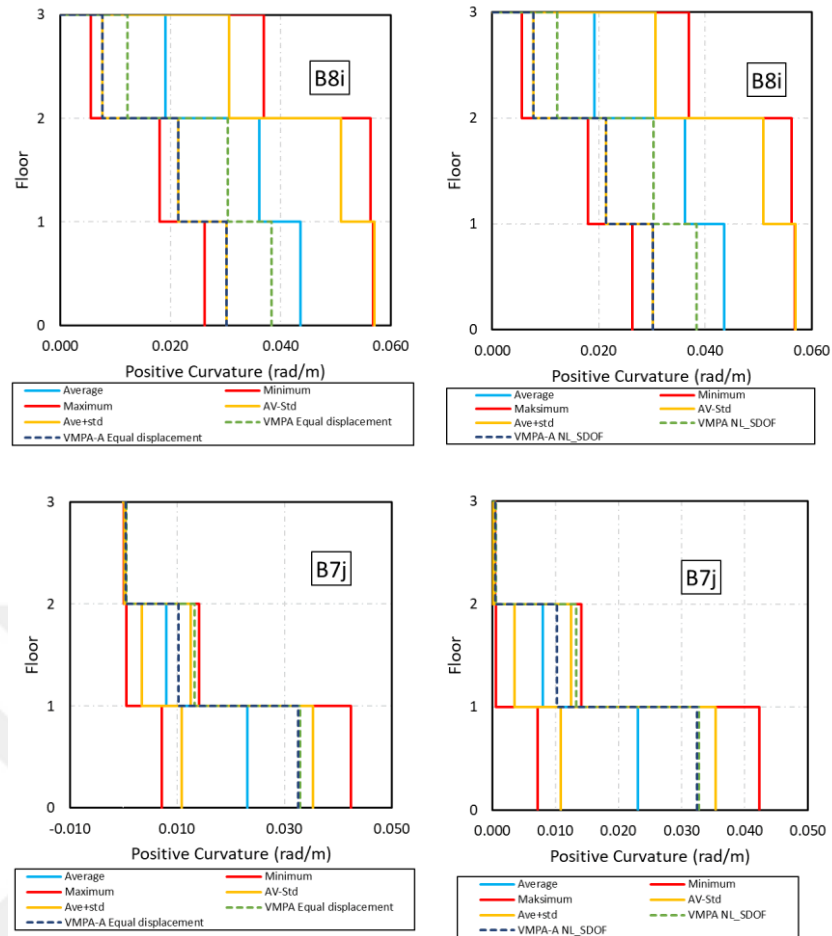 3
2
1
0
Floor
B8i
0.000 0.020 0.040 0.060
Positive Curvature (rad/m)
Average Minimum
Maximum AV-Std
Ave+std VMPA Equal displacement
VMPA-A Equal displacement
3
2
1
0
Floor
B8i
0.000 0.020 0.040 0.060
Positive Curvature (rad/m)
Average Minimum
Maksimum AV-Std
Ave+std VMPA NL_SDOF
VMPA-A NL_SDOF
3
2
1
0
Floor
B7j
-0.010 0.010 0.030 0.050
Positive Curvature (rad/m)
Average Minimum
Maximum AV-Std
Ave+std VMPA Equal displacement
VMPA-A Equal displacement
3
2
1
0
Floor
B7j
0.000 0.010 0.020 0.030 0.040 0.050
Positive Curvature (rad/m)
Average Minimum
Maksimum AV-Std
Ave+std VMPA NL_SDOF
VMPA-A NL_SDOF